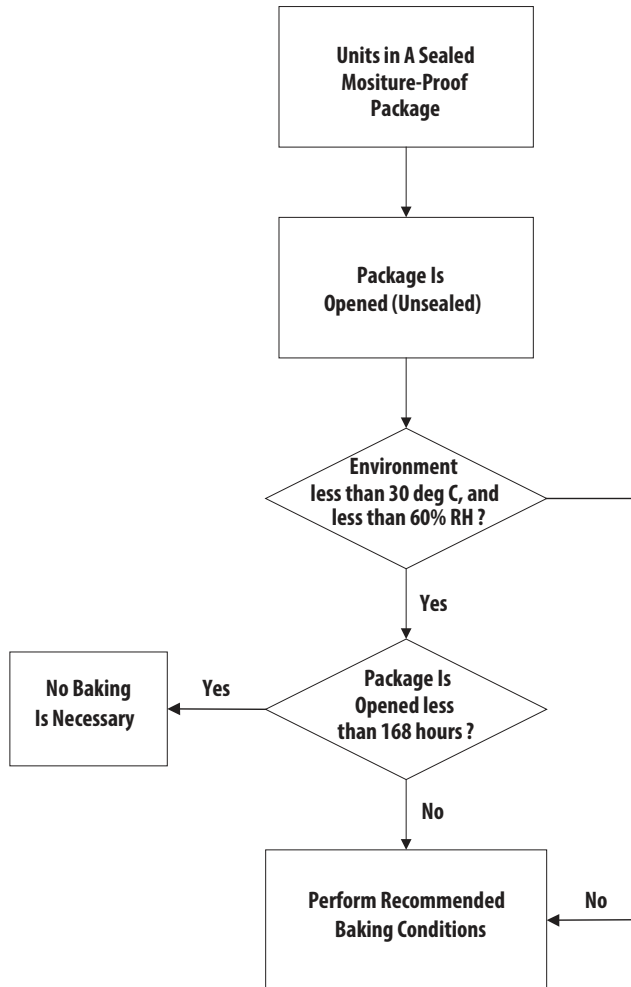 Units in A Sealed
Mositure-Proof
Package
Package Is
Opened (Unsealed)
Environment
less than 30 deg C, and
less than 60% RH ?
Yes
No Baking
Is Necessary
Yes
Package Is
Opened less
than 168 hours ?
No
Perform Recommended
Baking Conditions
No